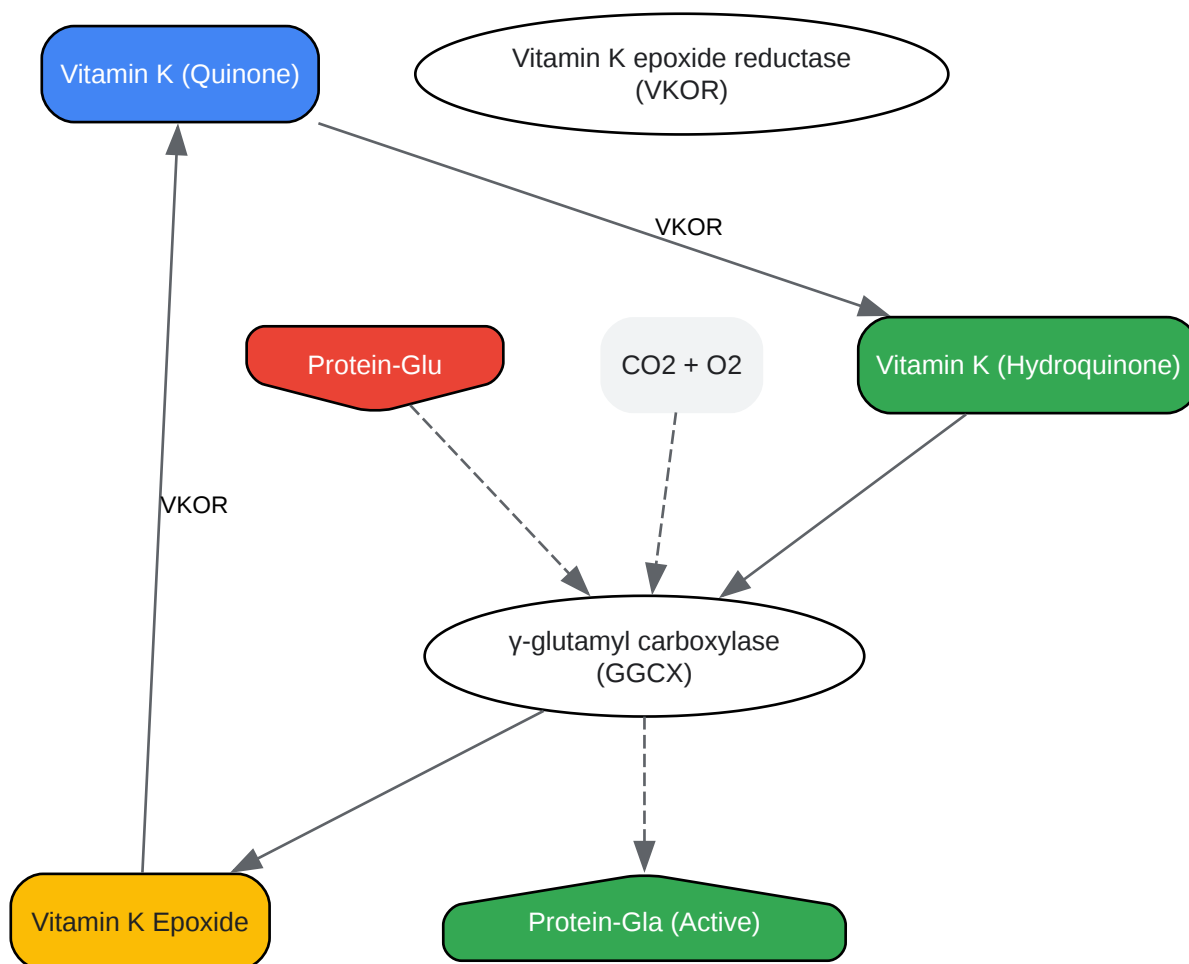 Vitamin K (Quinone)
Vitamin K epoxide reductase
(VKOR)
VKOR
Protein-Glu
CO2 + O2
Vitamin K (Hydroquinone)
VKOR
γ-glutamyl carboxylase
(GGCX)
Vitamin K Epoxide
Protein-Gla (Active)